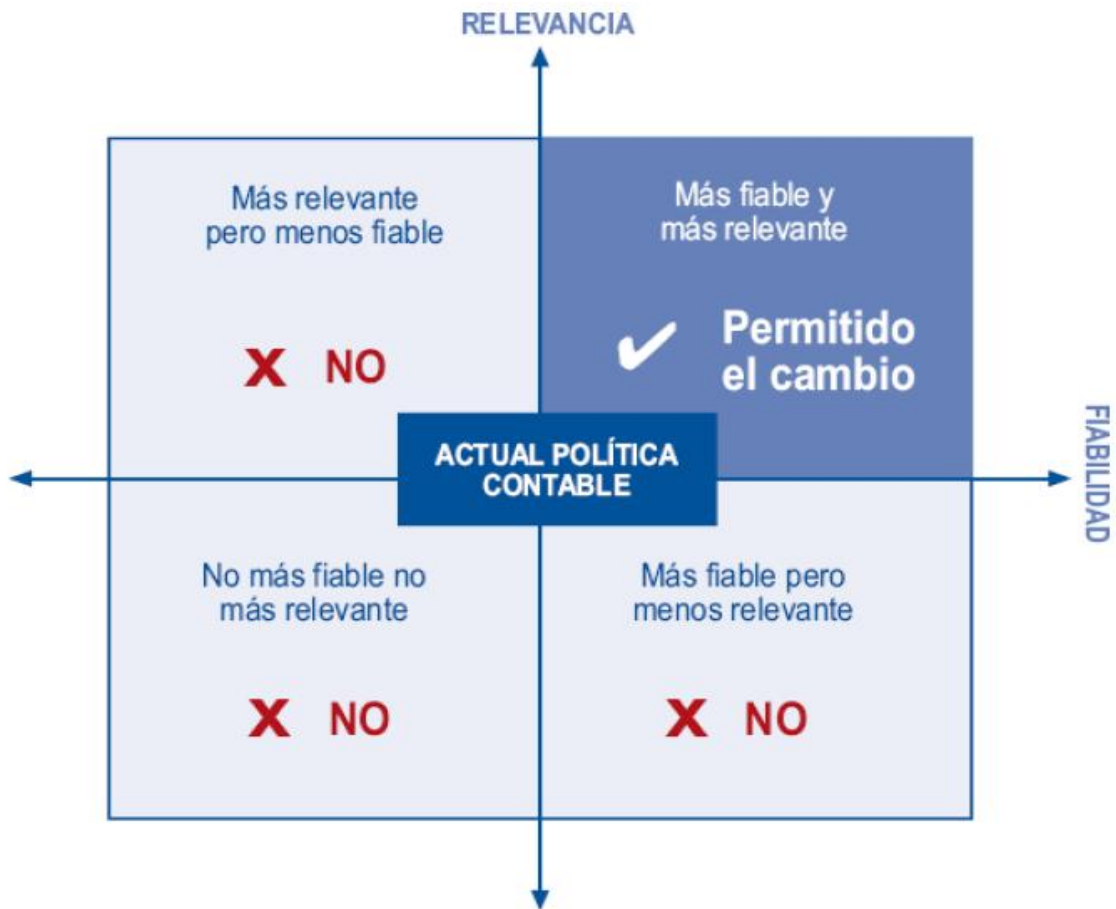 RELEVANCIA
Más relevante
pero menos fiable
X NO
Más fiable y
más relevante
✔ Permitido
el cambio
ACTUAL POLÍTICA
CONTABLE
FIABILIDAD
No más fiable no
más relevante
X NO
Más fiable pero
menos relevante
X NO